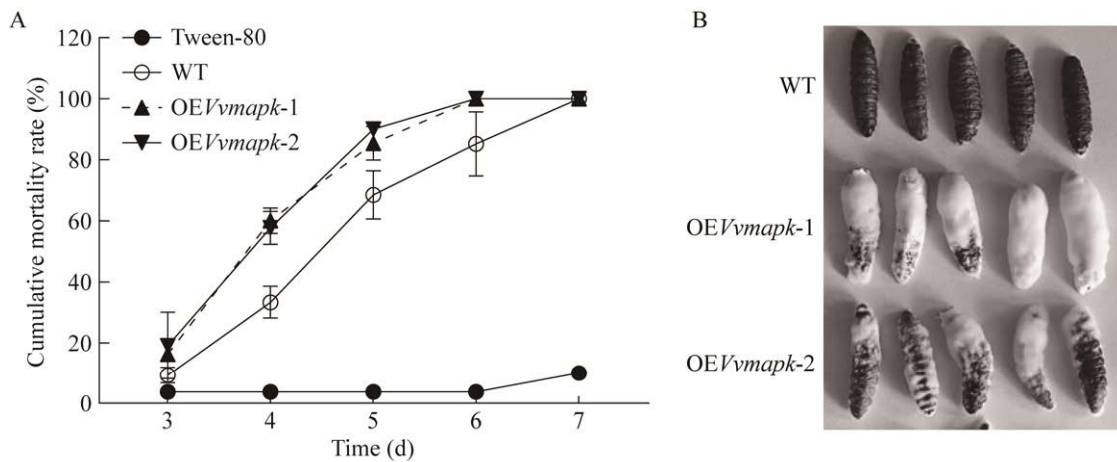 A
120
100
80
60
40
20
0
Cumulative mortality rate (%)
Tween-80
WT
OEVvmapk-1
OEVvmapk-2
3 4 5 6 7
Time (d)
B
WT
OEVvmapk-1
OEVvmapk-2